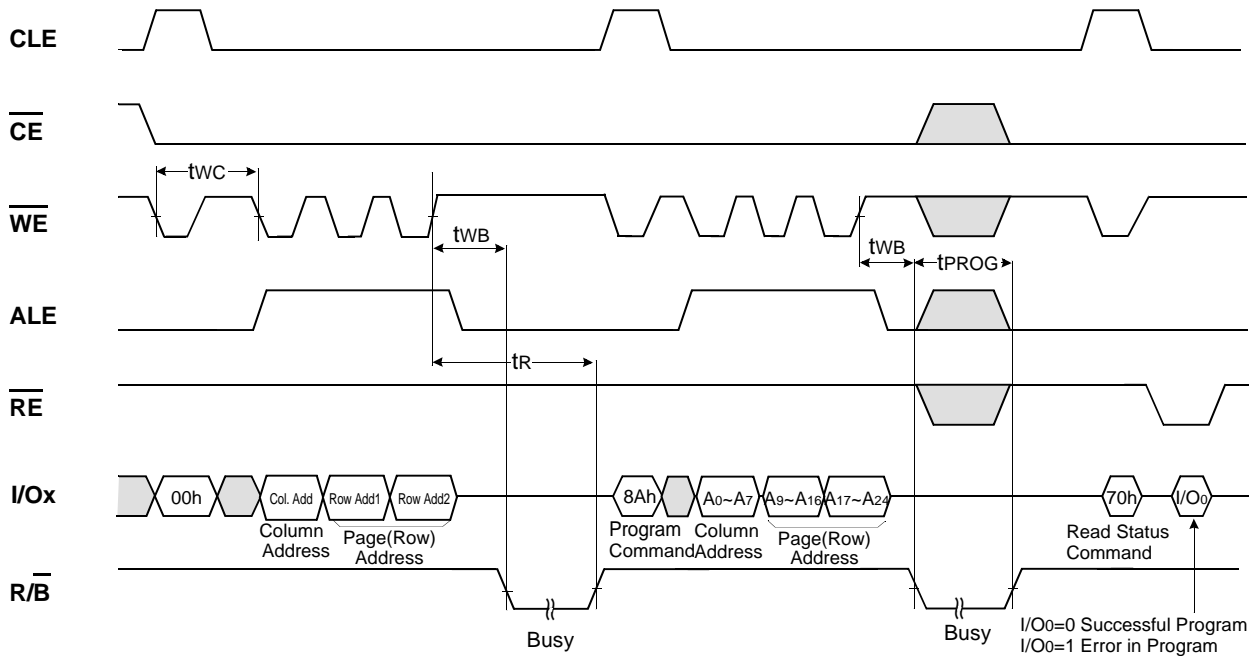 CLE
CE
tWC
WE
tWB
tWB
tPROG
ALE
tR
RE
I/Ox
00h
Col. Add
Row Add1
Row Add2
8Ah
A0~A7
A9~A16
A17~A24
70h
I/O0
Column
Address
Page(Row)
Address
Program
Command
Column
Address
Page(Row)
Address
Read Status
Command
R/B
Busy
Busy
I/O0=0 Successful Program
I/O0=1 Error in Program